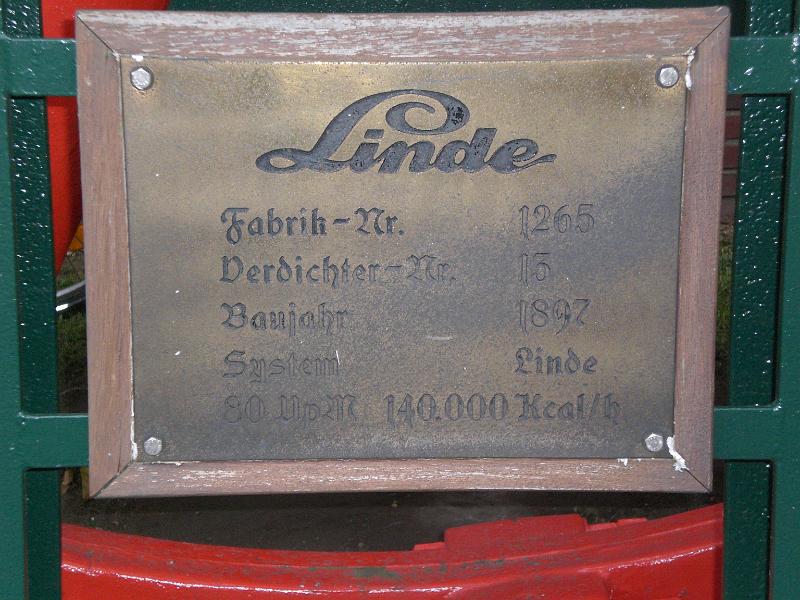 Linde
Fabrik-Nr. 1265
Verdichter-Nr. 13
Baujahr 1897
System Linde
80 UpM 140.000 Kcal/h